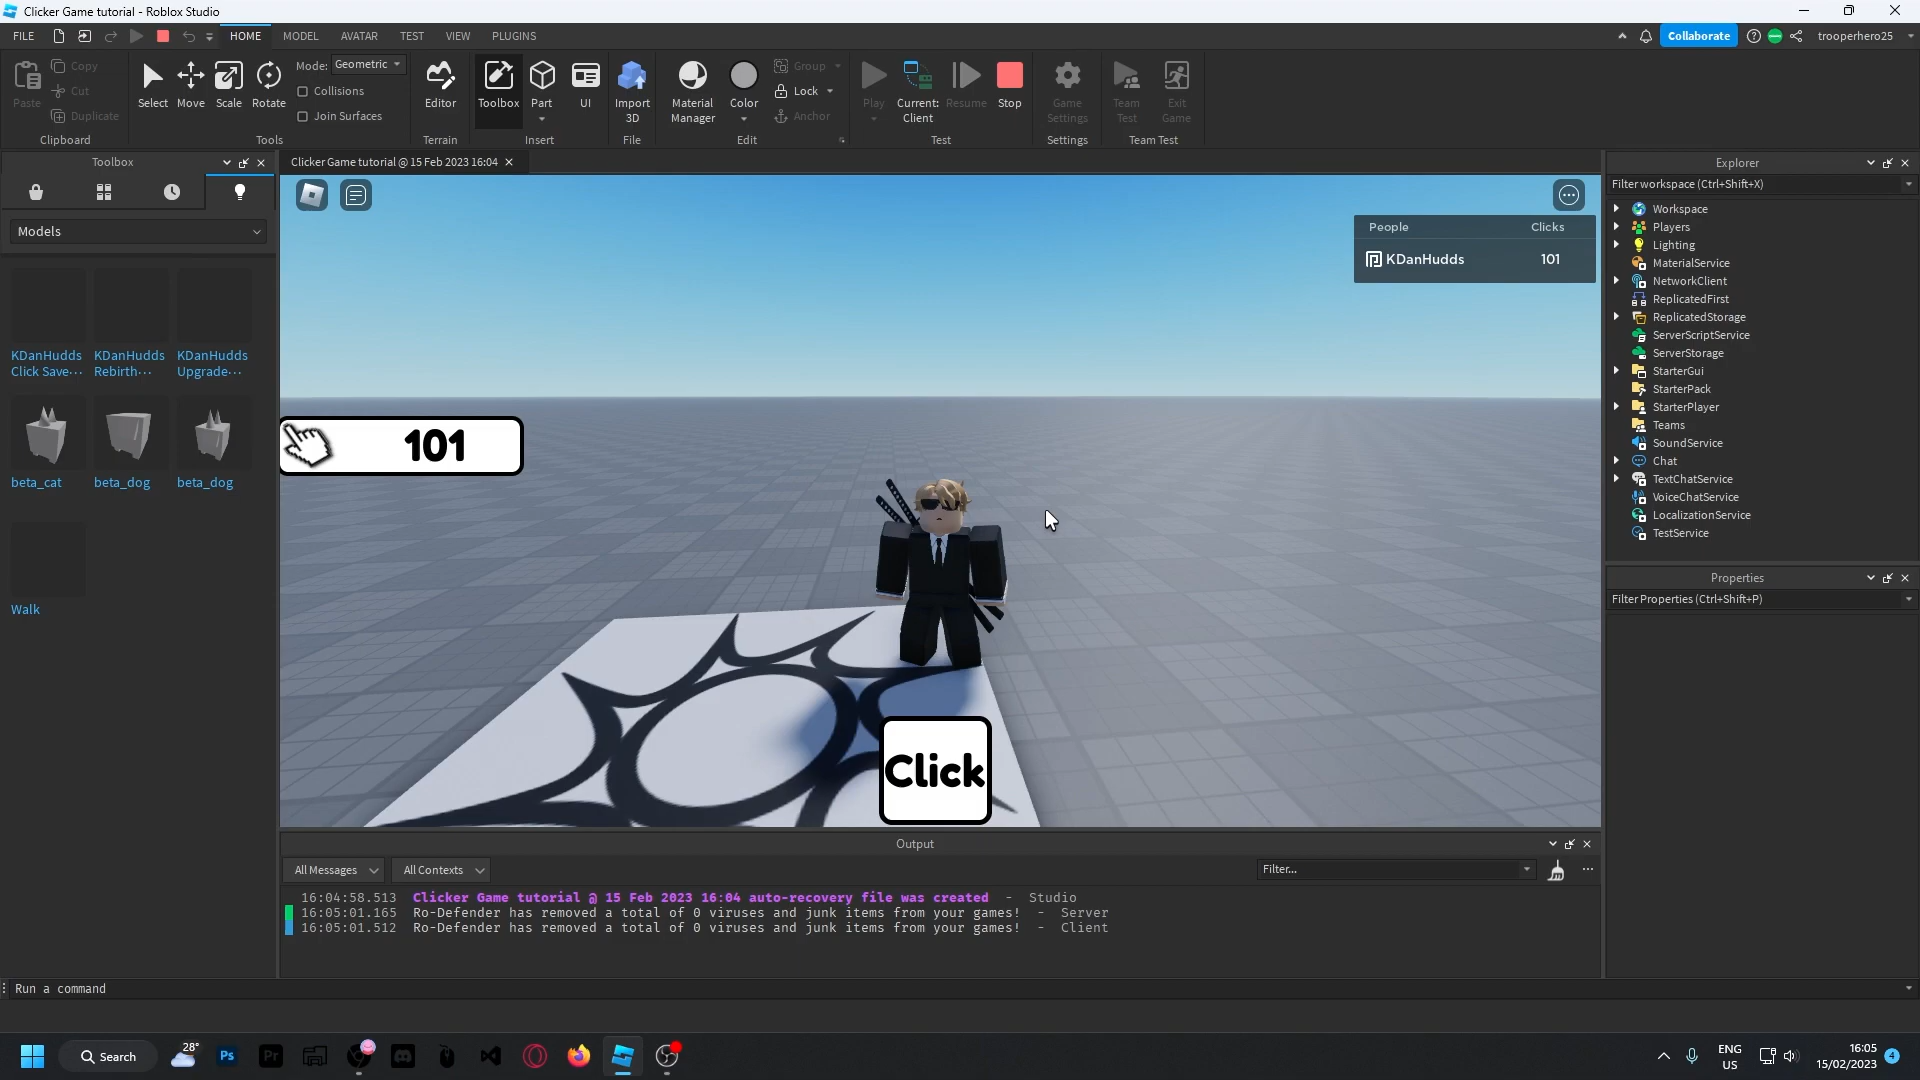 Clicker Game tutorial - Roblox Studio
FILE HOME MODEL AVATAR TEST VIEW PLUGINS Collaborate trooperhero25
Paste Copy Cut Duplicate
Select Move Scale Rotate
Mode: Geometric
Collisions
Join Surfaces
Editor Toolbox Part UI Import 3D
Material Manager Color
Group Lock Anchor
Play Current: Client Resume Stop
Game Settings Team Test Exit Game
Clipboard Tools Terrain Insert File Edit Test Settings Team Test
Toolbox
Models
KDanHudds Click Save... KDanHudds Rebirth... KDanHudds Upgrade...
beta_cat beta_dog beta_dog
Walk
Clicker Game tutorial @ 15 Feb 2023 16:04
People Clicks
KDanHudds 101
101
Click
Explorer
Filter workspace (Ctrl+Shift+X)
Workspace
Players
Lighting
MaterialService
NetworkClient
ReplicatedFirst
ReplicatedStorage
ServerScriptService
ServerStorage
StarterGui
StarterPack
StarterPlayer
Teams
SoundService
Chat
TextChatService
VoiceChatService
LocalizationService
TestService
Properties
Filter Properties (Ctrl+Shift+P)
Output
All Messages All Contexts Filter...
16:04:58.513 Clicker Game tutorial @ 15 Feb 2023 16:04 auto-recovery file was created - Studio
16:05:01.165 Ro-Defender has removed a total of 0 viruses and junk items from your games! - Server
16:05:01.512 Ro-Defender has removed a total of 0 viruses and junk items from your games! - Client
Run a command
Search 28° Ps Pr
ENG US
16:05
15/02/2023 4